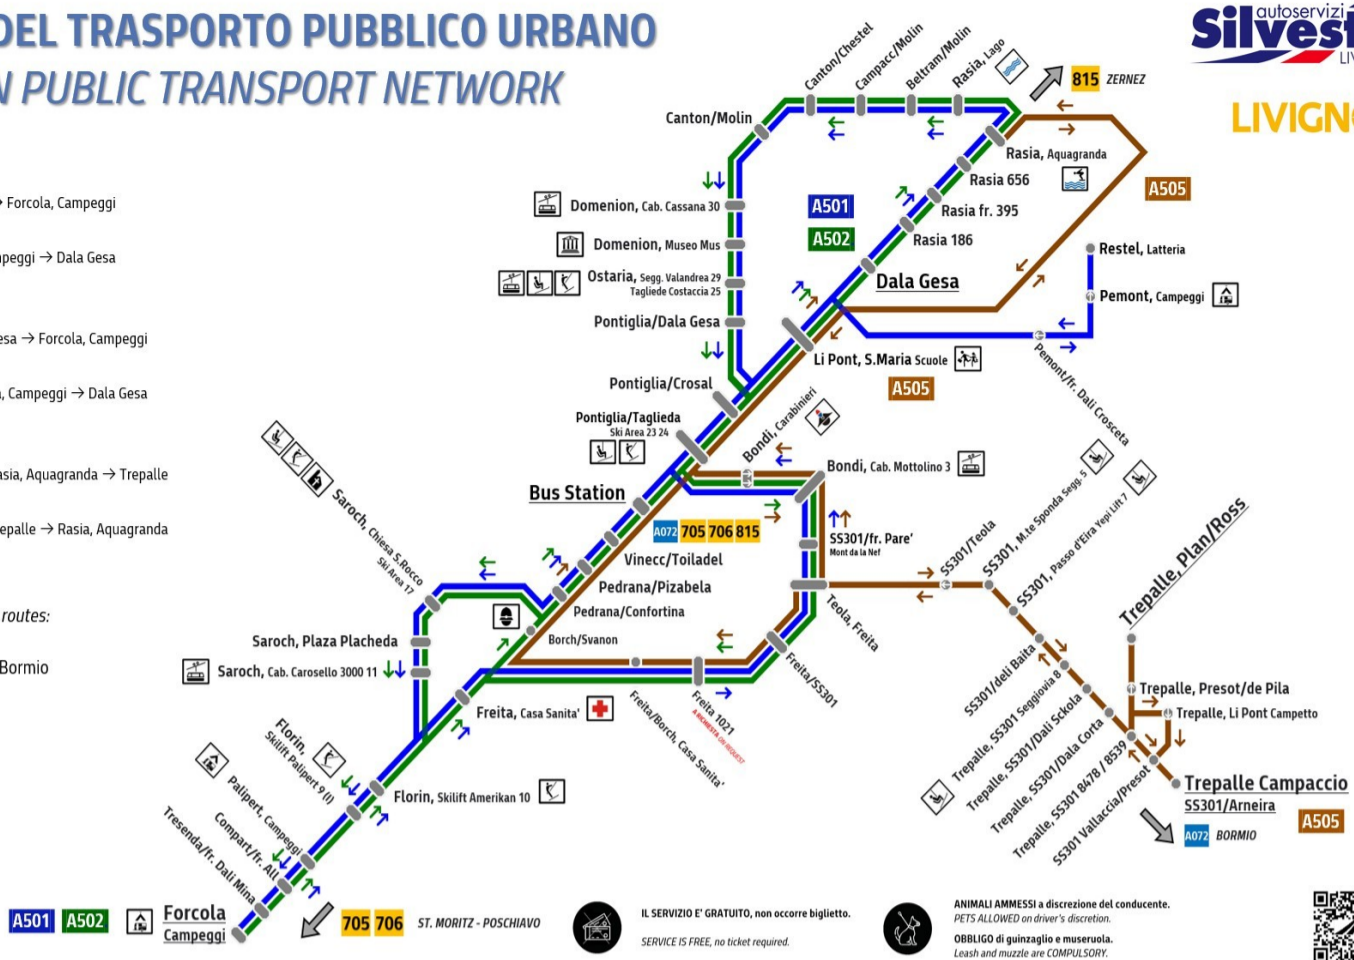 DEL TRASPORTO PUBBLICO URBANO
N PUBLIC TRANSPORT NETWORK
autoservizi
Silvest
LIV
LIVIGNO
815 ZERNEZ
Canton/Chestel
Campacc/Molin
Beltram/Molin
Rasia, Lago
Canton/Molin
→ Forcola, Campeggi
mpeggi → Dala Gesa
esa → Forcola, Campeggi
a, Campeggi → Dala Gesa
asia, Aquagranda → Trepalle
repalle → Rasia, Aquagranda
routes:
Bormio
Domenion, Cab. Cassana 30
Domenion, Museo Mus
Ostaria, Segg. Valandrea 29
Tagliede Costaccia 25
Pontiglia/Dala Gesa
Pontiglia/Crosal
Pontiglia/Taglieda
Ski Area 23 24
A501
A502
Rasia, Aquagranda
Rasia 656
Rasia fr. 395
Rasia 186
Dala Gesa
A505
Restel, Latteria
Pemont, Campeggi
Pemont/fr. Dali Crosceta
Li Pont, S.Maria Scuole
A505
Bondi, Carabinieri
Bondi, Cab. Mottolino 3
Bus Station
A072 705 706 815
SS301/fr. Pare'
Mont da la Nef
Vinecc/Toiladel
Pedrana/Pizabela
Pedrana/Confortina
Borch/Svanon
Saroch, Chiesa S.Rocco
Ski Area 17
Saroch, Plaza Placheda
Saroch, Cab. Carosello 3000 11
Freita, Casa Sanita'
Freita/Borch, Casa Sanita'
Freita 1021
A RICHIESTA ON REQUEST
Freita/SS301
Teola, Freita
SS301/Teola
SS301, M.te Sponda Segg. 5
SS301, Passo d'Eira Yepi Lift 7
SS301/deli Baita
Trepalle, SS301 Seggiovia 8
Trepalle, SS301/Dali Sckola
Trepalle, SS301/Dala Corta
Trepalle, SS301 8478 / 8539
SS301 Vallaccia/Presot
Trepalle, Plan/Ross
Trepalle, Presot/de Pila
Trepalle, Li Pont Campetto
Trepalle Campaccio
SS301/Arneira
A505
A072 BORMIO
Florin,
Skilift Palipert 9 (I)
Florin, Skilift Amerikan 10
Palipert, Campeggi
Compart/fr. All
Tresenda/fr. Dali Mina
A501 A502
Forcola
Campeggi
705 706 ST. MORITZ - POSCHIAVO
IL SERVIZIO E' GRATUITO, non occorre biglietto.
SERVICE IS FREE, no ticket required.
ANIMALI AMMESSI a discrezione del conducente.
PETS ALLOWED on driver's discretion.
OBBLIGO di guinzaglio e museruola.
Leash and muzzle are COMPULSORY.